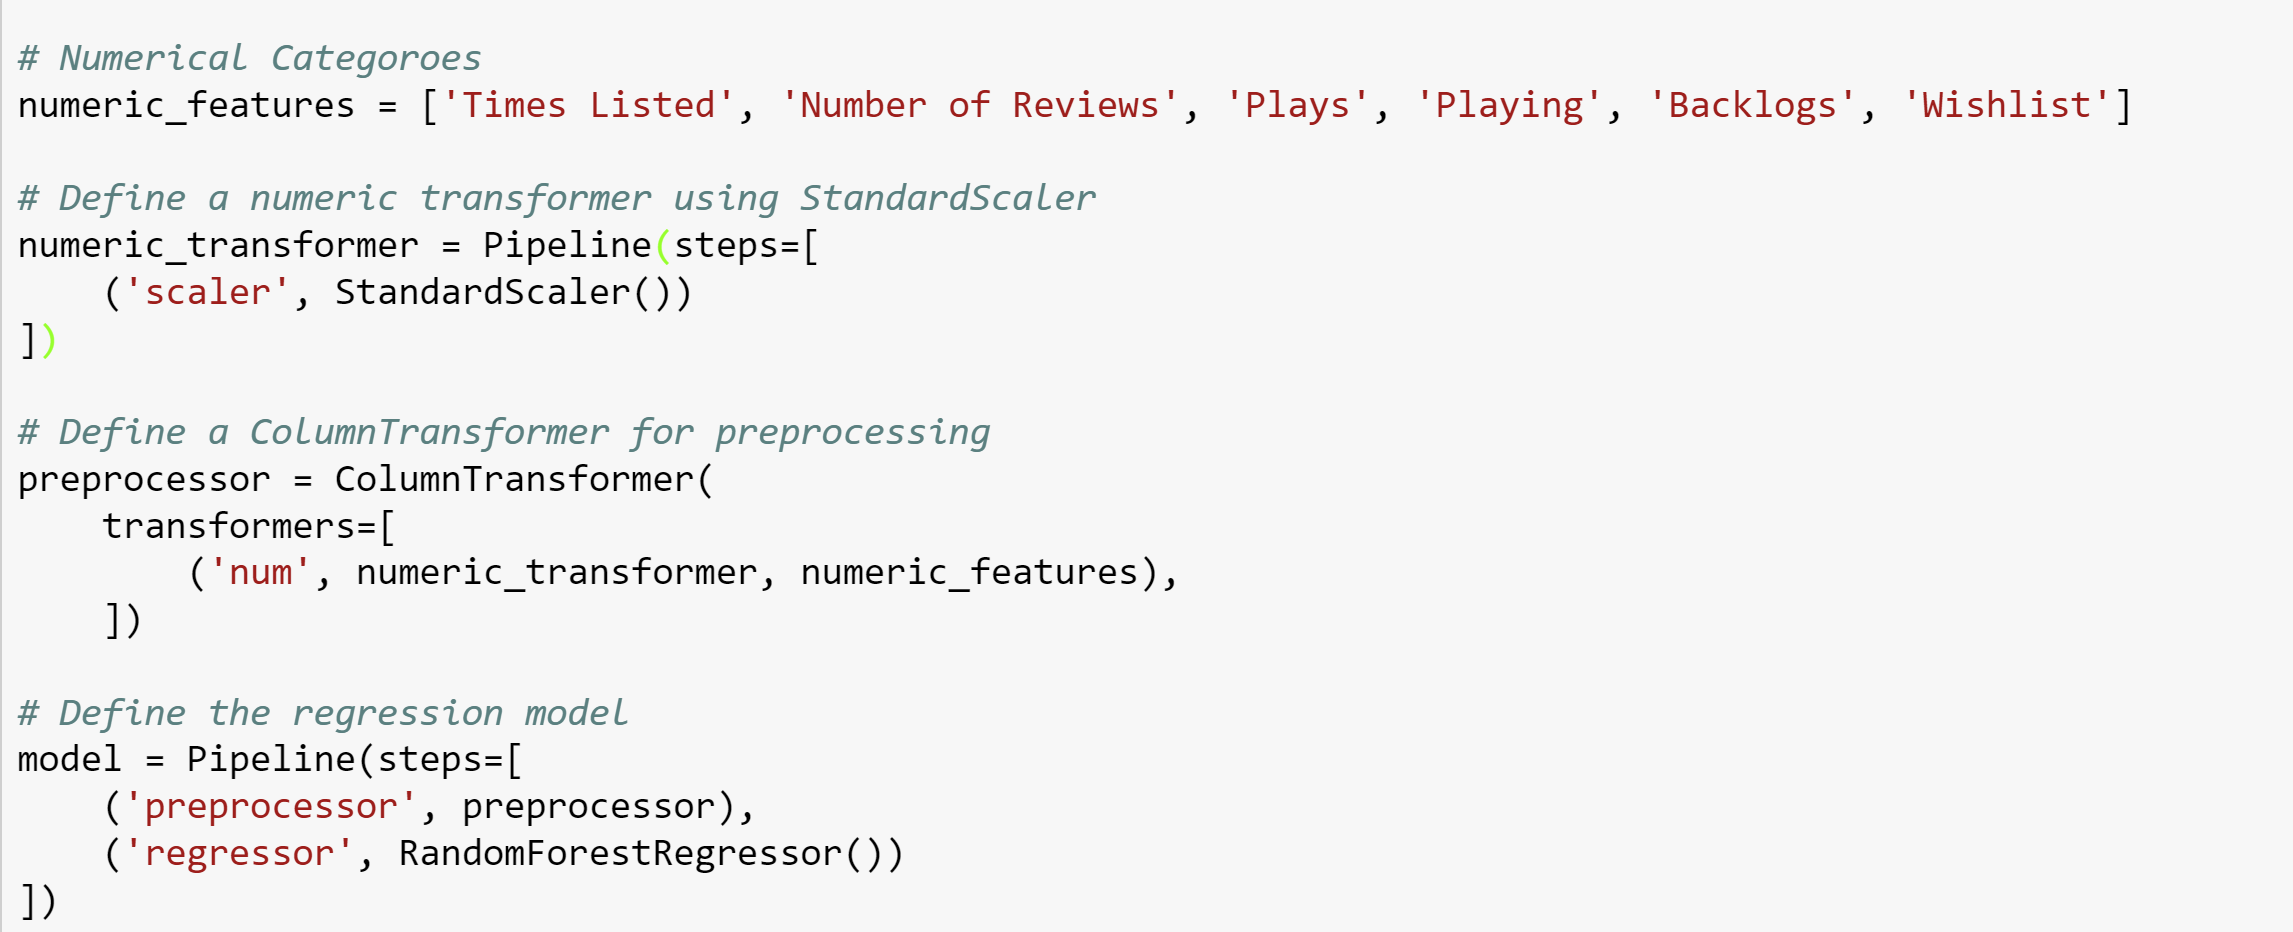 # Numerical Categoroes
numeric_features = ['Times Listed', 'Number of Reviews', 'Plays', 'Playing', 'Backlogs', 'Wishlist']
# Define a numeric transformer using StandardScaler
numeric_transformer = Pipeline(steps=[
    ('scaler', StandardScaler())
])
# Define a ColumnTransformer for preprocessing
preprocessor = ColumnTransformer(
    transformers=[
        ('num', numeric_transformer, numeric_features),
    ])
# Define the regression model
model = Pipeline(steps=[
    ('preprocessor', preprocessor),
    ('regressor', RandomForestRegressor())
])